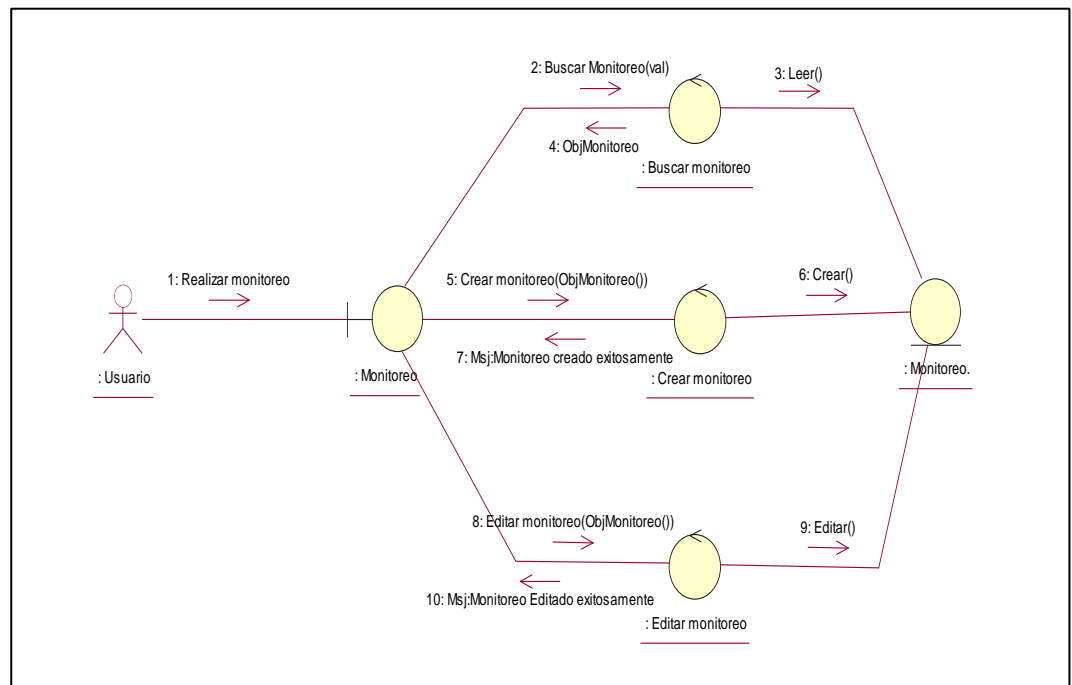 2: Buscar Monitoreo(val)
3: Leer()
4: ObjMonitoreo
: Buscar monitoreo
1: Realizar monitoreo
5: Crear monitoreo(ObjMonitoreo())
6: Crear()
7: Msj:Monitoreo creado exitosamente
: Usuario
: Monitoreo
: Crear monitoreo
: Monitoreo.
8: Editar monitoreo(ObjMonitoreo())
9: Editar()
10: Msj:Monitoreo Editado exitosamente
: Editar monitoreo